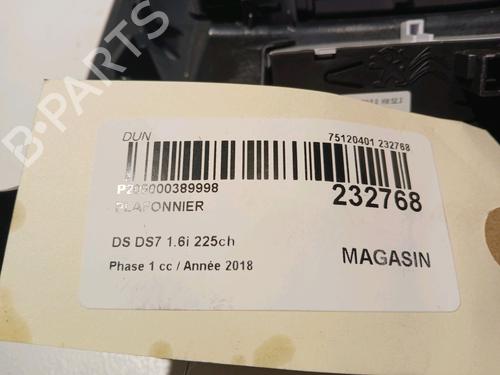 DUN
75120401 232768
P206000389998
232768
PLAFONNIER
DS DS7 1.6i 225ch
MAGASIN
Phase 1 cc / Année 2018
B-Parts